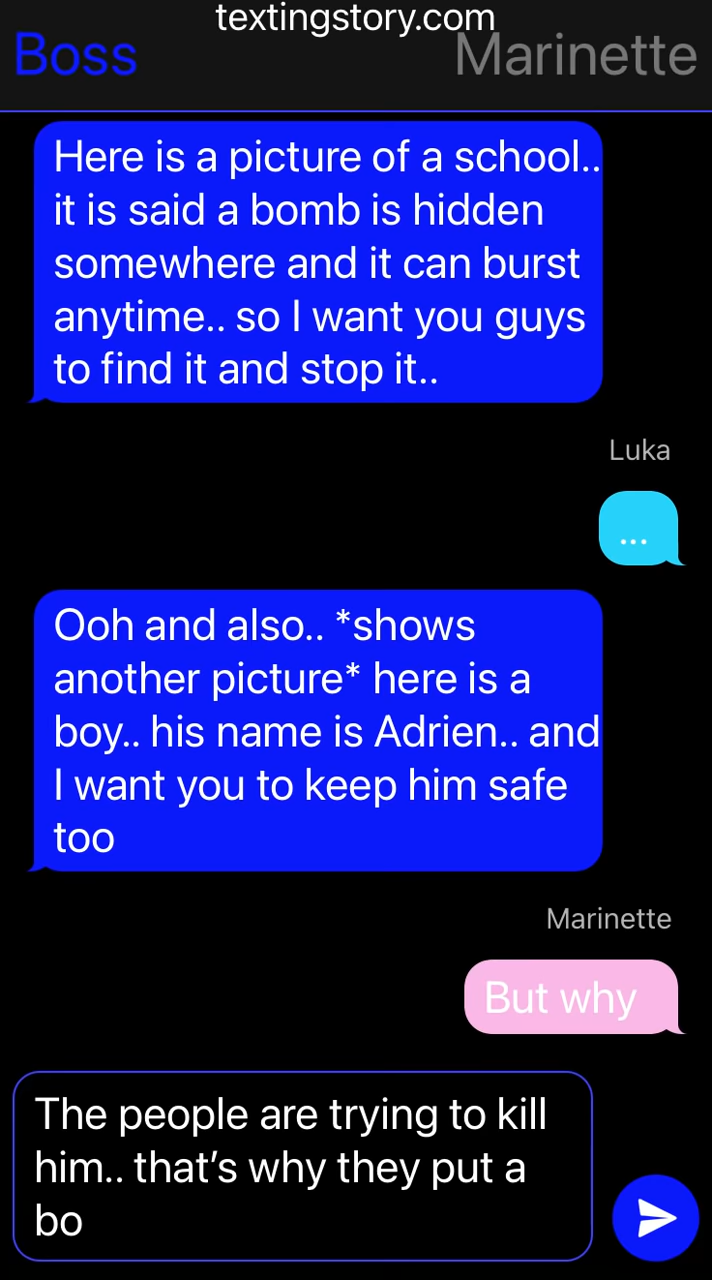 textingstory.com
Boss
Marinette
Here is a picture of a school..
it is said a bomb is hidden
somewhere and it can burst
anytime.. so I want you guys
to find it and stop it..
Luka
...
Ooh and also.. *shows
another picture* here is a
boy.. his name is Adrien.. and
I want you to keep him safe
too
Marinette
But why
The people are trying to kill
him.. that’s why they put a
bo